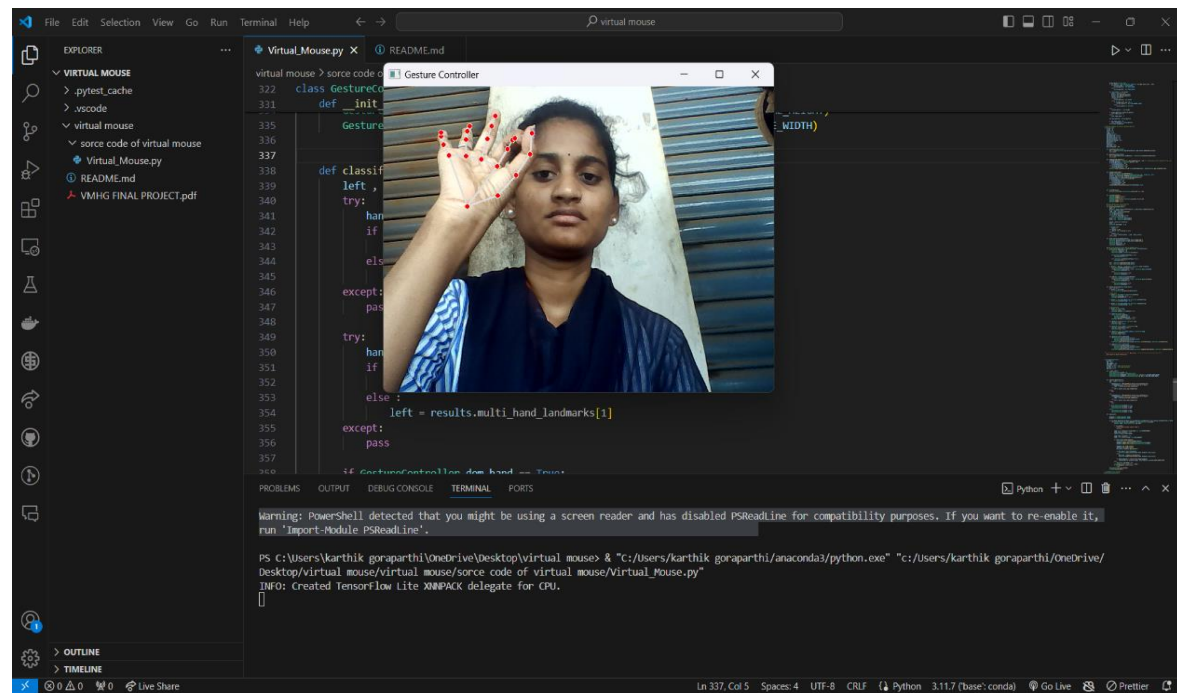 File Edit Selection View Go Run Terminal Help
virtual mouse
EXPLORER
VIRTUAL MOUSE
.pytest_cache
.vscode
virtual mouse
sorce code of virtual mouse
Virtual_Mouse.py
README.md
VMHG FINAL PROJECT.pdf
OUTLINE
TIMELINE
Virtual_Mouse.py README.md
virtual mouse > sorce code o
Gesture Controller
322 class GestureCo
331 def __init_
335 Gesture E_WIDTH)
336
337
338 def classif
339 left ,
340 try:
341 han
342 if
343
344 els
345
346 except:
347 pas
348
349 try:
350 han
351 if
352
353 else :
354 left = results.multi_hand_landmarks[1]
355 except:
356 pass
357
PROBLEMS OUTPUT DEBUG CONSOLE TERMINAL PORTS
Python
Warning: PowerShell detected that you might be using a screen reader and has disabled PSReadLine for compatibility purposes. If you want to re-enable it,
run 'Import-Module PSReadLine'.
PS C:\Users\karthik goraparthi\OneDrive\Desktop\virtual mouse> & "C:/Users/karthik goraparthi/anaconda3/python.exe" "c:/Users/karthik goraparthi/OneDrive/
Desktop/virtual mouse/virtual mouse/sorce code of virtual mouse/Virtual_Mouse.py"
INFO: Created TensorFlow Lite XNNPACK delegate for CPU.
0 0 0 Live Share Ln 337, Col 5 Spaces: 4 UTF-8 CRLF Python 3.11.7 ('base': conda) Go Live Prettier